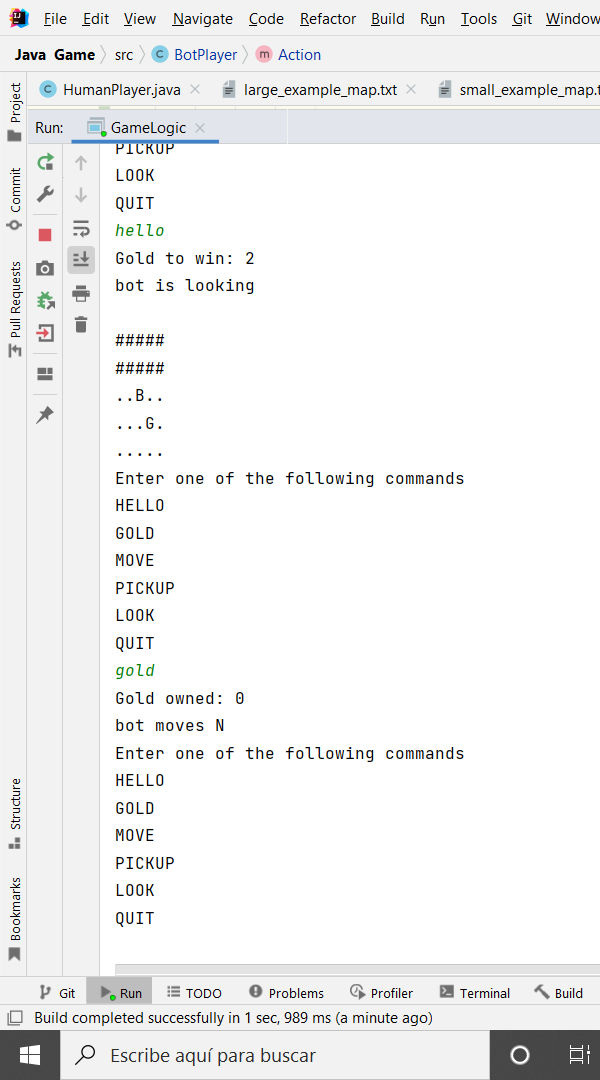 File Edit View Navigate Code Refactor Build Run Tools Git Window
Java Game src BotPlayer Action
HumanPlayer.java large_example_map.txt small_example_map.t
Run: GameLogic
Project
Commit
Pull Requests
PICKUP
LOOK
QUIT
hello
Gold to win: 2
bot is looking
#####
#####
..B..
...G.
.....
Enter one of the following commands
HELLO
GOLD
MOVE
PICKUP
LOOK
QUIT
gold
Gold owned: 0
bot moves N
Enter one of the following commands
HELLO
GOLD
MOVE
PICKUP
LOOK
QUIT
Structure
Bookmarks
Git Run TODO Problems Profiler Terminal Build
Build completed successfully in 1 sec, 989 ms (a minute ago)
Escribe aquí para buscar